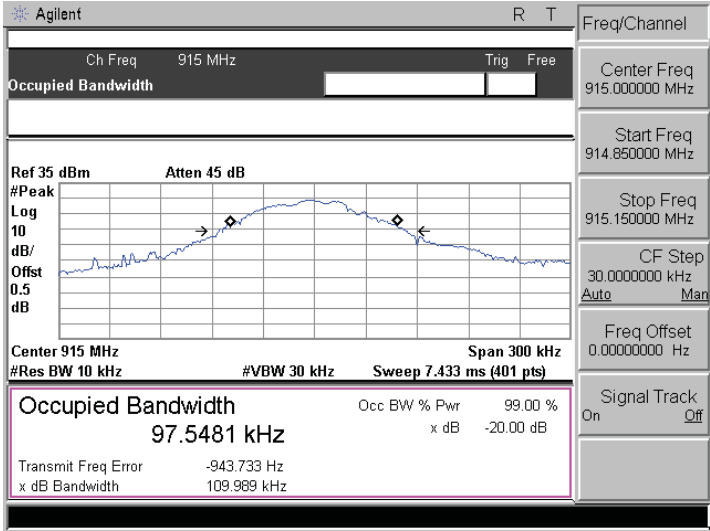 Agilent R T
Ch Freq 915 MHz Trig Free
Occupied Bandwidth
Ref 35 dBm Atten 45 dB
#Peak
Log
10
dB/
Offst
0.5
dB
Center 915 MHz Span 300 kHz
#Res BW 10 kHz #VBW 30 kHz Sweep 7.433 ms (401 pts)
Occupied Bandwidth Occ BW % Pwr 99.00 %
97.5481 kHz x dB -20.00 dB
Transmit Freq Error -943.733 Hz
x dB Bandwidth 109.989 kHz
Freq/Channel
Center Freq
915.000000 MHz
Start Freq
914.850000 MHz
Stop Freq
915.150000 MHz
CF Step
30.0000000 kHz
Auto Man
Freq Offset
0.00000000 Hz
Signal Track
On Off